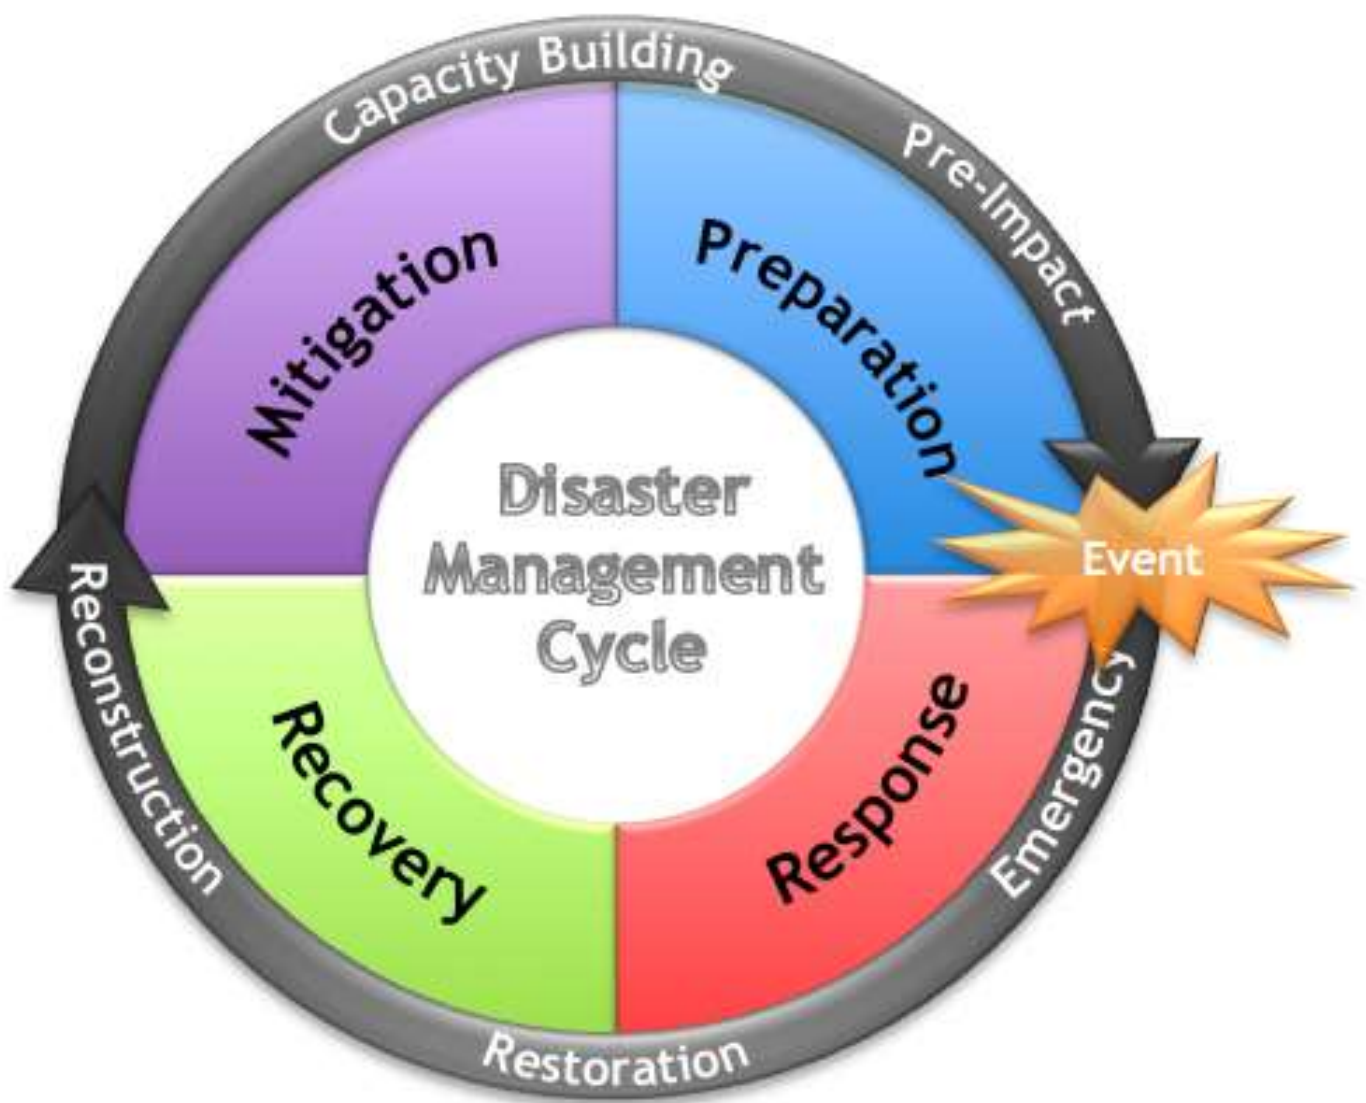 Capacity Building
Pre-Impact
Mitigation
Preparation
Disaster
Management
Cycle
Event
Reconstruction
Recovery
Response
Emergency
Restoration